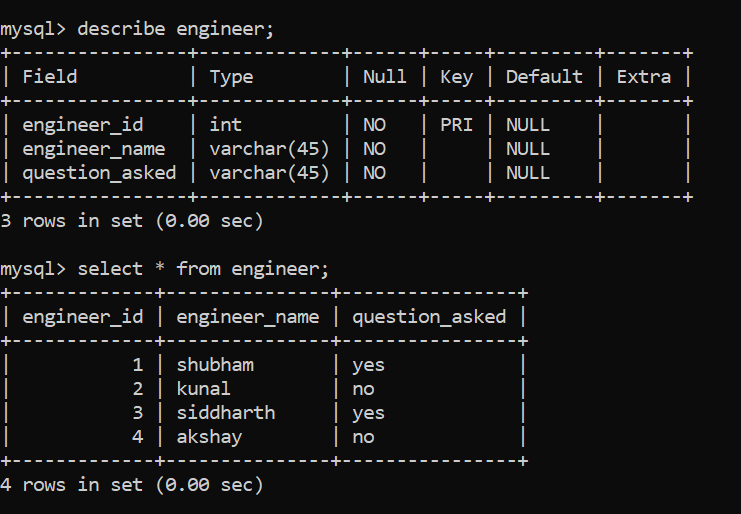 mysql> describe engineer;
+----------------+-------------+------+-----+---------+-------+
| Field          | Type        | Null | Key | Default | Extra |
+----------------+-------------+------+-----+---------+-------+
| engineer_id    | int         | NO   | PRI | NULL    |       |
| engineer_name  | varchar(45) | NO   |     | NULL    |       |
| question_asked | varchar(45) | NO   |     | NULL    |       |
+----------------+-------------+------+-----+---------+-------+
3 rows in set (0.00 sec)
mysql> select * from engineer;
+-------------+---------------+----------------+
| engineer_id | engineer_name | question_asked |
+-------------+---------------+----------------+
|           1 | shubham       | yes            |
|           2 | kunal         | no             |
|           3 | siddharth     | yes            |
|           4 | akshay        | no             |
+-------------+---------------+----------------+
4 rows in set (0.00 sec)